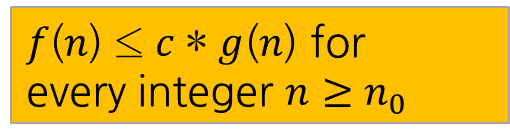 f(n) ≤ c * g(n) for
every integer n ≥ n₀